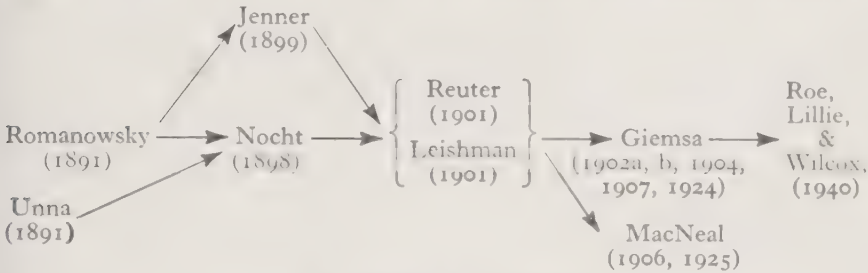 Jenner
(1899)
Romanowsky
(1891)
Unna
(1891)
Nocht
(1898)
Reuter
(1901)
Leishman
(1901)
Giemsa
(1902a, b, 1904,
1907, 1924)
MacNeal
(1906, 1925)
Roe,
Lillie,
&
Wilcox,
(1940)